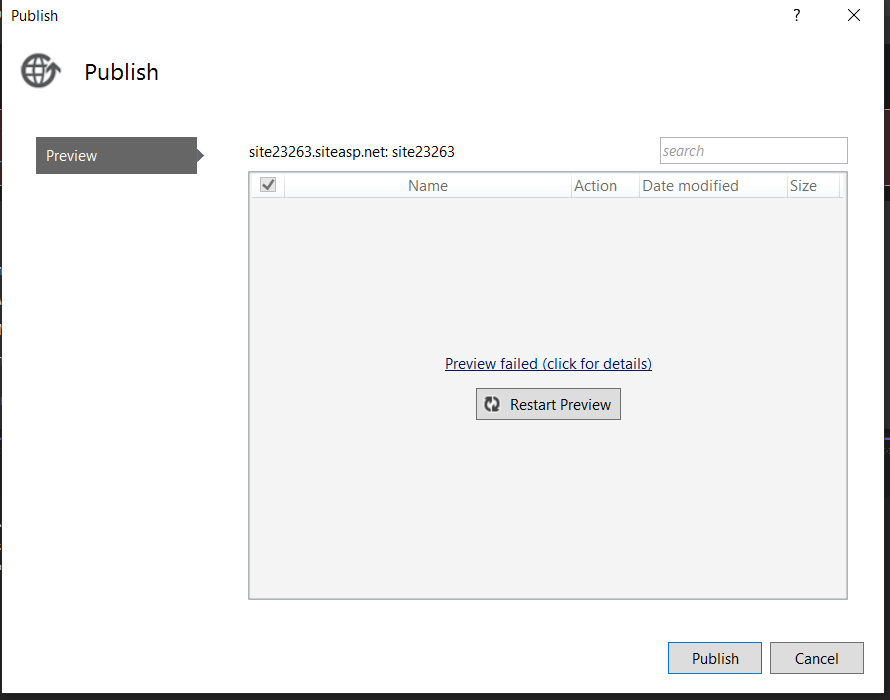 Publish
?
Publish
Preview
site23263.siteasp.net: site23263
search
Name Action Date modified Size
Preview failed (click for details)
Restart Preview
Publish Cancel